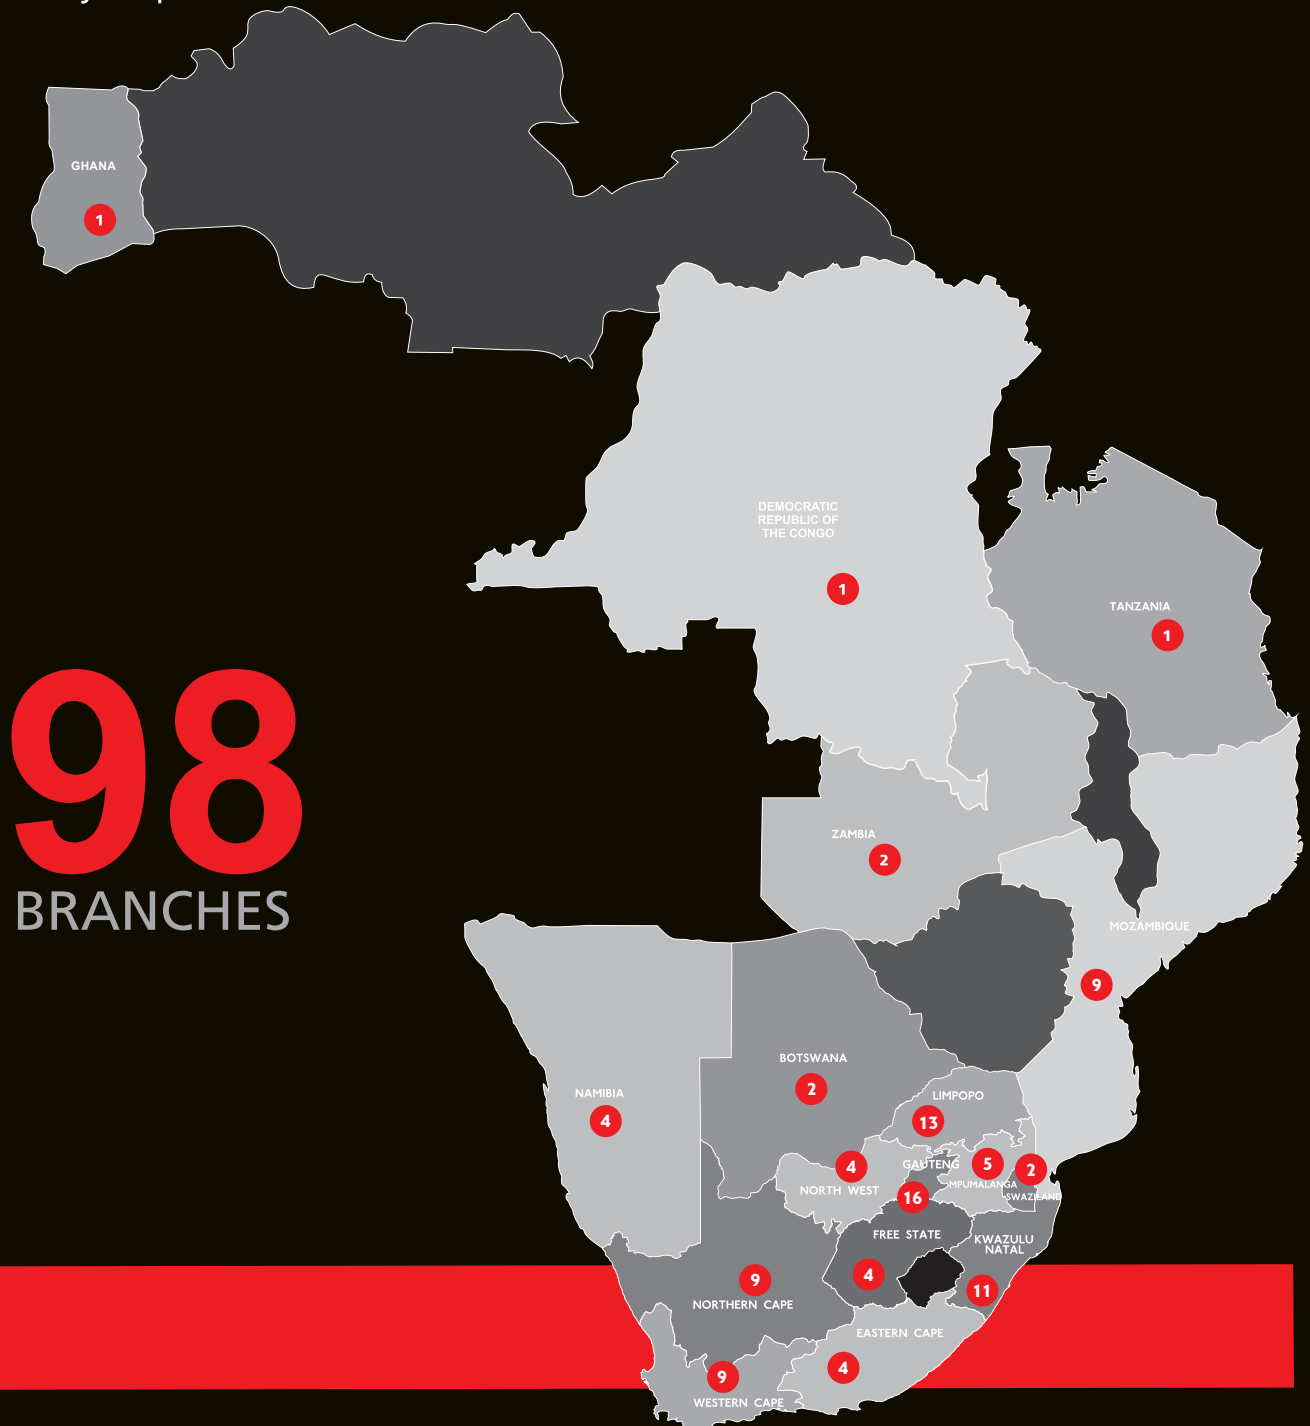 GHANA
1
DEMOCRATIC
REPUBLIC OF
THE CONGO
1
TANZANIA
1
98
BRANCHES
ZAMBIA
2
MOZAMBIQUE
9
BOTSWANA
2
NAMIBIA
4
LIMPOPO
13
GAUTENG
16
5
MPUMALANGA
2
SWAZILAND
4
NORTH WEST
FREE STATE
4
KWAZULU
NATAL
11
9
NORTHERN CAPE
EASTERN CAPE
4
9
WESTERN CAPE